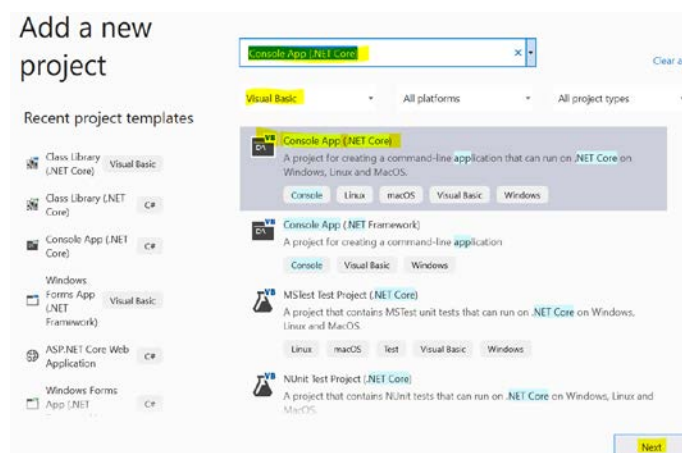 Add a new
project
Console App (.NET Core)
Clear a
Visual Basic
All platforms
All project types
Recent project templates
Class Library
(.NET Core)
Visual Basic
Class Library (.NET
Core)
C#
Console App (.NET
Core)
C#
Windows
Forms App
(.NET
Framework)
Visual Basic
ASP.NET Core Web
Application
C#
Windows Forms
App (.NET
C#
VB
Console App (.NET Core)
A project for creating a command-line application that can run on .NET Core on
Windows, Linux and MacOS.
Console Linux macOS Visual Basic Windows
VB
Console App (.NET Framework)
A project for creating a command-line application
Console Visual Basic Windows
VB
MSTest Test Project (.NET Core)
A project that contains MSTest unit tests that can run on .NET Core on Windows,
Linux and MacOS.
Linux macOS Test Visual Basic Windows
VB
NUnit Test Project (.NET Core)
A project that contains NUnit tests that can run on .NET Core on Windows, Linux and
MacOS.
Next